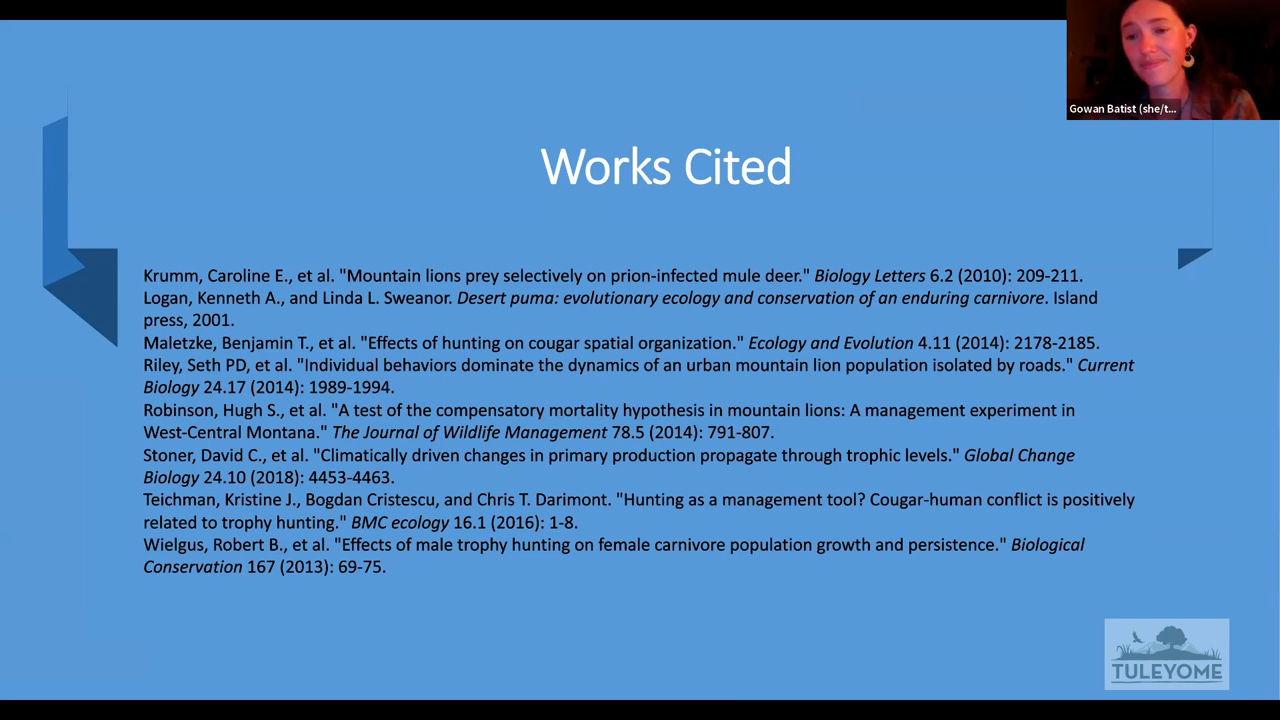 Gowan Batist (she/t...
Works Cited
Krumm, Caroline E., et al. "Mountain lions prey selectively on prion-infected mule deer." Biology Letters 6.2 (2010): 209-211.
Logan, Kenneth A., and Linda L. Sweanor. Desert puma: evolutionary ecology and conservation of an enduring carnivore. Island
press, 2001.
Maletzke, Benjamin T., et al. "Effects of hunting on cougar spatial organization." Ecology and Evolution 4.11 (2014): 2178-2185.
Riley, Seth PD, et al. "Individual behaviors dominate the dynamics of an urban mountain lion population isolated by roads." Current
Biology 24.17 (2014): 1989-1994.
Robinson, Hugh S., et al. "A test of the compensatory mortality hypothesis in mountain lions: A management experiment in
West-Central Montana." The Journal of Wildlife Management 78.5 (2014): 791-807.
Stoner, David C., et al. "Climatically driven changes in primary production propagate through trophic levels." Global Change
Biology 24.10 (2018): 4453-4463.
Teichman, Kristine J., Bogdan Cristescu, and Chris T. Darimont. "Hunting as a management tool? Cougar-human conflict is positively
related to trophy hunting." BMC ecology 16.1 (2016): 1-8.
Wielgus, Robert B., et al. "Effects of male trophy hunting on female carnivore population growth and persistence." Biological
Conservation 167 (2013): 69-75.
TULEYOME